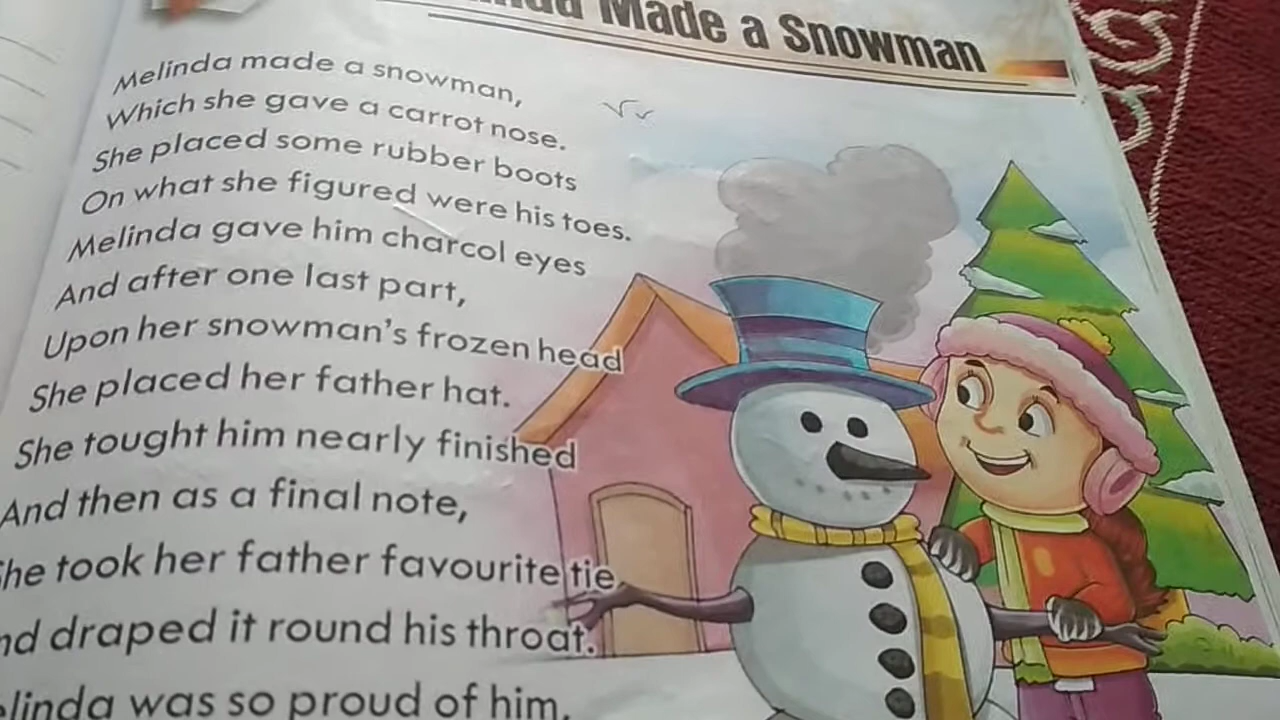 Made a Snowman
Melinda made a snowman,
Which she gave a carrot nose.
She placed some rubber boots
On what she figured were his toes.
Melinda gave him charcol eyes
And after one last part,
Upon her snowman's frozen head
She placed her father hat.
She tought him nearly finished
And then as a final note,
She took her father favourite tie
nd draped it round his throat.
elinda was so proud of him,